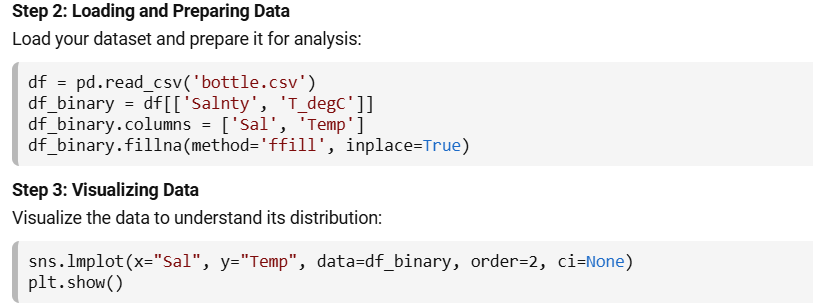 Step 2: Loading and Preparing Data
Load your dataset and prepare it for analysis:
df = pd.read_csv('bottle.csv')
df_binary = df[['Salnty', 'T_degC']]
df_binary.columns = ['Sal', 'Temp']
df_binary.fillna(method='ffill', inplace=True)
Step 3: Visualizing Data
Visualize the data to understand its distribution:
sns.lmplot(x="Sal", y="Temp", data=df_binary, order=2, ci=None)
plt.show()